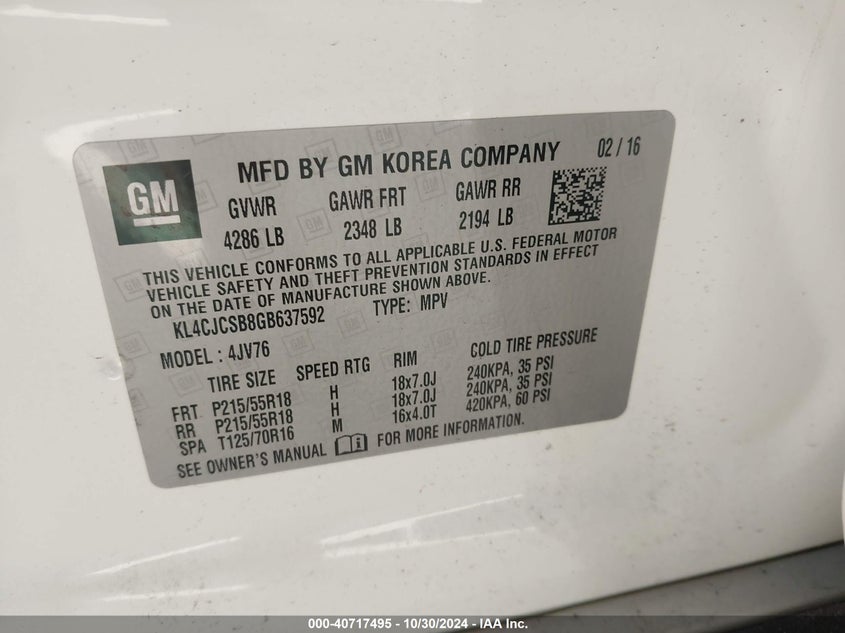 GM
MFD BY GM KOREA COMPANY 02 / 16
GVWR GAWR FRT GAWR RR
4286 LB 2348 LB 2194 LB
THIS VEHICLE CONFORMS TO ALL APPLICABLE U.S. FEDERAL MOTOR
VEHICLE SAFETY AND THEFT PREVENTION STANDARDS IN EFFECT
ON THE DATE OF MANUFACTURE SHOWN ABOVE.
KL4CJCSB8GB637592 TYPE: MPV
MODEL : 4JV76
TIRE SIZE SPEED RTG RIM COLD TIRE PRESSURE
FRT P215/55R18 H 18x7.0J 240KPA, 35 PSI
RR P215/55R18 H 18x7.0J 240KPA, 35 PSI
SPA T125/70R16 M 16x4.0T 420KPA, 60 PSI
SEE OWNER'S MANUAL FOR MORE INFORMATION.
000-40717495 - 10/30/2024 - IAA Inc.